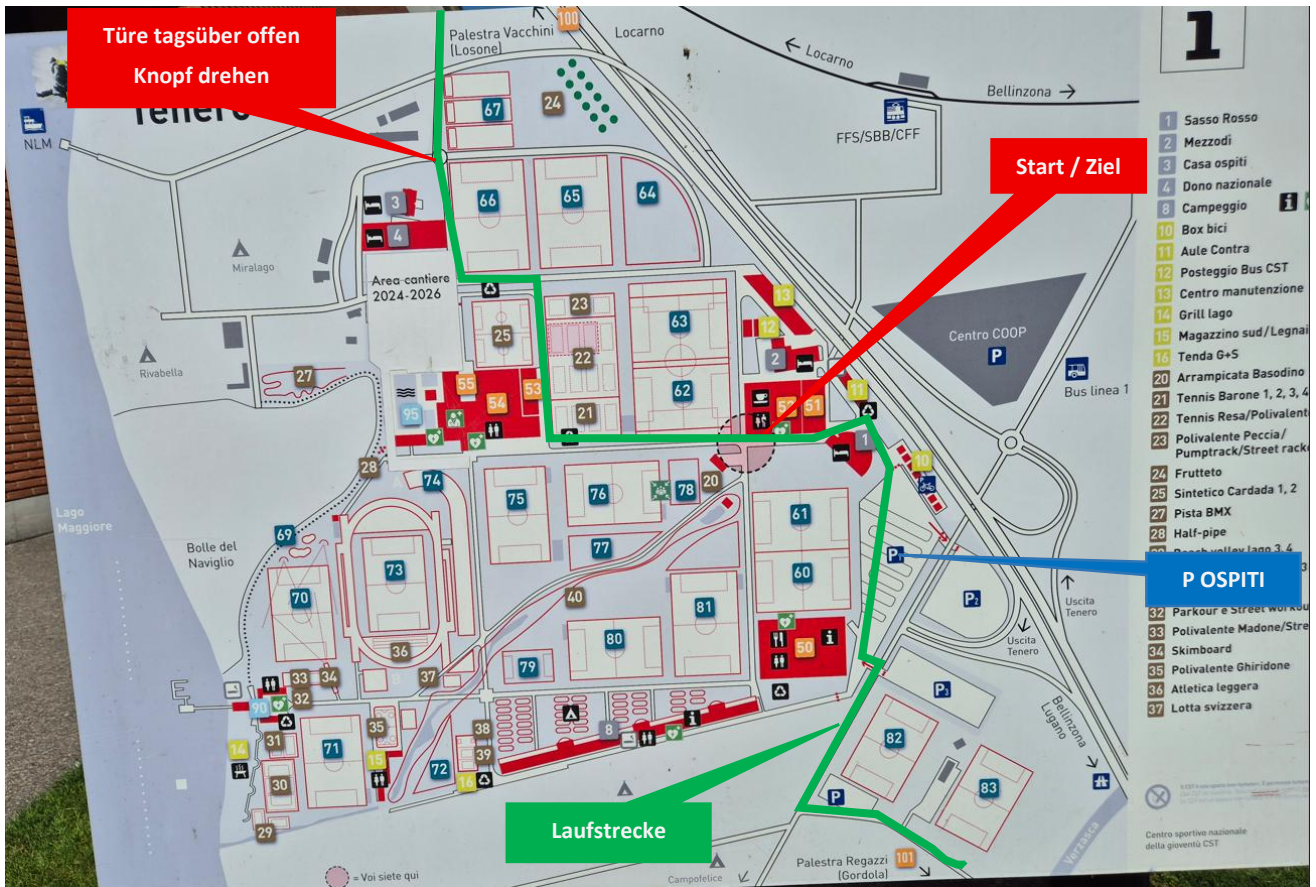 Türe tagsüber offen
Knopf drehen
Tenero
NLM
Palestra Vacchini
(Losone)
100
Locarno
← Locarno
Bellinzona →
FFS/SBB/CFF
Start / Ziel
1
67
24
66
65
64
3
4
Miralago
Area cantiere
2024-2026
Rivabella
27
25
23
22
21
63
62
13
12
2
Centro COOP
P
Bus linea 1
55
54
53
95
52
51
11
1
10
28
74
75
76
78
20
77
61
60
69
Lago
Maggiore
Bolle del
Naviglio
73
70
40
81
80
79
50
36
37
P1
P2
P3
P OSPITI
Uscita
Tenero
Uscita
Tenero
Bellinzona
Lugano
33
34
32
90
31
14
30
29
71
35
15
72
38
39
16
8
82
83
P
Laufstrecke
= Voi siete qui
Campofelice
Palestra Regazzi
(Gordola)
101
Verzasca
1 Sasso Rosso
2 Mezzodì
3 Casa ospiti
4 Dono nazionale
8 Campeggio
10 Box bici
11 Aule Contra
12 Posteggio Bus CST
13 Centro manutenzione
14 Grill lago
15 Magazzino sud/Legnai
16 Tenda G+S
20 Arrampicata Basodino
21 Tennis Barone 1, 2, 3, 4
22 Tennis Resa/Polivalente
23 Polivalente Peccia/
Pumptrack/Street racke
24 Frutteto
25 Sintetico Cardada 1, 2
27 Pista BMX
28 Half-pipe
32 Parkour e Street Workou
33 Polivalente Madone/Stre
34 Skimboard
35 Polivalente Ghiridone
36 Atletica leggera
37 Lotta svizzera
Centro sportivo nazionale
della gioventù CST